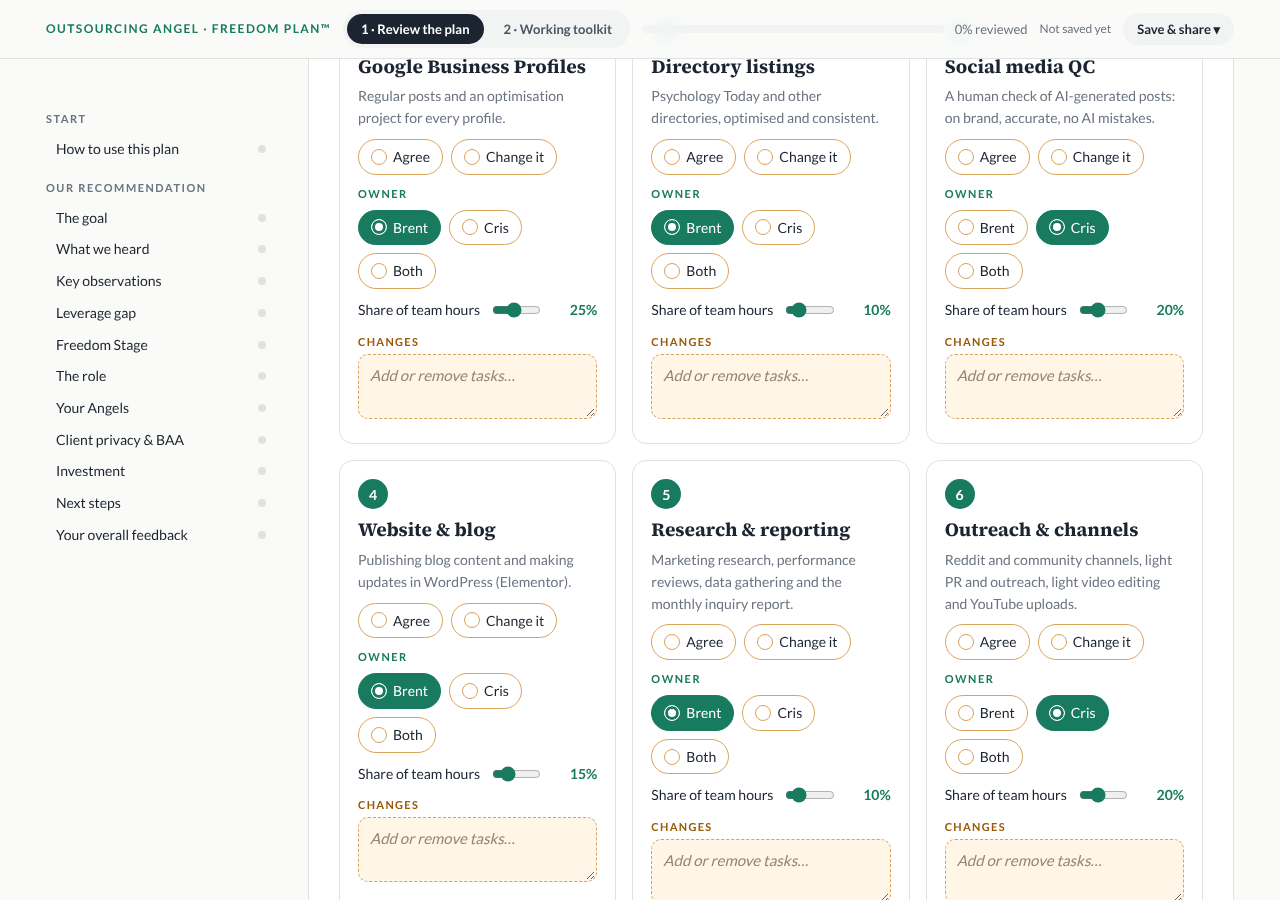 OUTSOURCING ANGEL · FREEDOM PLAN™
1 · Review the plan
2 · Working toolkit
0% reviewed
Not saved yet
Save & share ▾
START
How to use this plan
OUR RECOMMENDATION
The goal
What we heard
Key observations
Leverage gap
Freedom Stage
The role
Your Angels
Client privacy & BAA
Investment
Next steps
Your overall feedback
Google Business Profiles
Regular posts and an optimisation
project for every profile.
Agree
Change it
OWNER
Brent
Cris
Both
Share of team hours
25%
CHANGES
Add or remove tasks...
Directory listings
Psychology Today and other
directories, optimised and consistent.
Agree
Change it
OWNER
Brent
Cris
Both
Share of team hours
10%
CHANGES
Add or remove tasks...
Social media QC
A human check of AI-generated posts:
on brand, accurate, no AI mistakes.
Agree
Change it
OWNER
Brent
Cris
Both
Share of team hours
20%
CHANGES
Add or remove tasks...
4
Website & blog
Publishing blog content and making
updates in WordPress (Elementor).
Agree
Change it
OWNER
Brent
Cris
Both
Share of team hours
15%
CHANGES
Add or remove tasks...
5
Research & reporting
Marketing research, performance
reviews, data gathering and the
monthly inquiry report.
Agree
Change it
OWNER
Brent
Cris
Both
Share of team hours
10%
CHANGES
Add or remove tasks...
6
Outreach & channels
Reddit and community channels, light
PR and outreach, light video editing
and YouTube uploads.
Agree
Change it
OWNER
Brent
Cris
Both
Share of team hours
20%
CHANGES
Add or remove tasks...